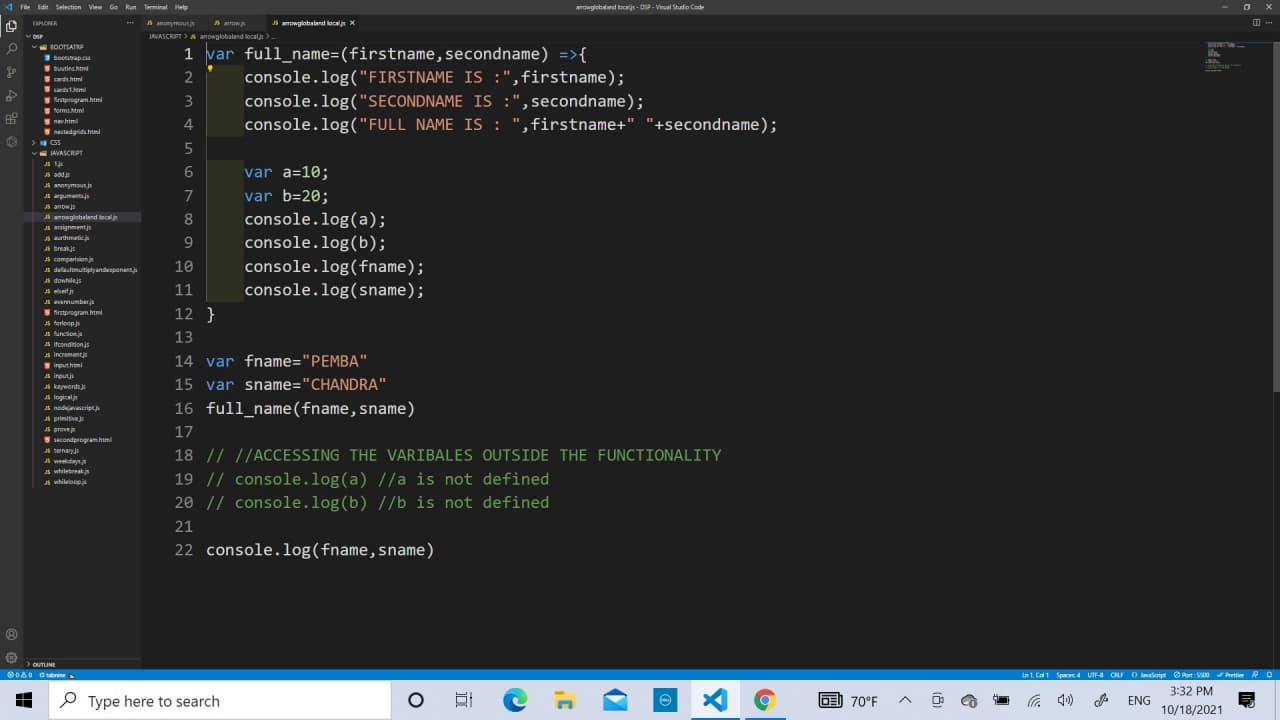 File Edit Selection View Go Run Terminal Help
arrowglobaland local.js - DSP - Visual Studio Code
EXPLORER
anonymous.js
arrow.js
arrowglobaland local.js
DSP
JAVASCRIPT > arrowglobaland local.js > ...
BOOTSATRP
bootstrap.css
buutins.html
cards.html
cards1.html
firstprogram.html
forms.html
nav.html
nestedgrids.html
CSS
JAVASCRIPT
1.js
add.js
anonymous.js
arguments.js
arrow.js
arrowglobaland local.js
assignment.js
aurthmetic.js
break.js
comparision.js
defaultmultiplyandexponent.js
dowhile.js
elseif.js
evennumber.js
firstprogram.html
forloop.js
function.js
ifcondition.js
increment.js
input.html
input.js
keywords.js
logical.js
nodejavascript.js
primitive.js
prove.js
secondprogram.html
ternary.js
weekdays.js
whilebreak.js
whileloop.js
OUTLINE
1 var full_name=(firstname,secondname) =>{
2 console.log("FIRSTNAME IS :",firstname);
3 console.log("SECONDNAME IS :",secondname);
4 console.log("FULL NAME IS : ",firstname+" "+secondname);
5
6 var a=10;
7 var b=20;
8 console.log(a);
9 console.log(b);
10 console.log(fname);
11 console.log(sname);
12 }
13
14 var fname="PEMBA"
15 var sname="CHANDRA"
16 full_name(fname,sname)
17
18 // //ACCESSING THE VARIBALES OUTSIDE THE FUNCTIONALITY
19 // console.log(a) //a is not defined
20 // console.log(b) //b is not defined
21
22 console.log(fname,sname)
0 0 tabnine
Ln 1, Col 1 Spaces: 4 UTF-8 CRLF {} JavaScript Port : 5500 Prettier
Type here to search
DELL
70°F
ENG
3:32 PM
10/18/2021